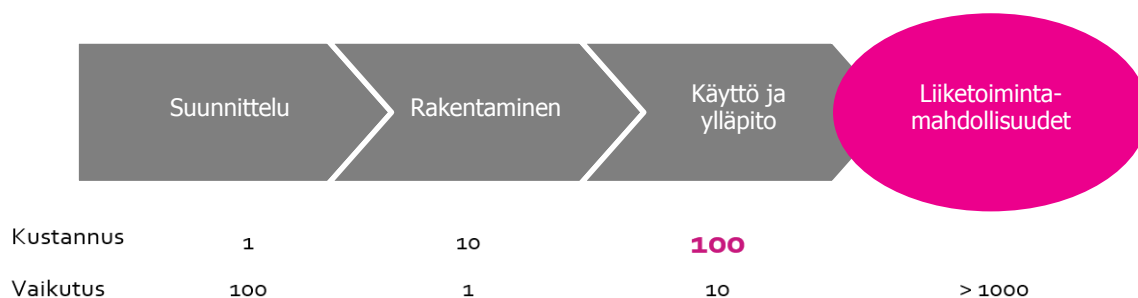 Suunnittelu
Rakentaminen
Käyttö ja
ylläpito
Liiketoiminta-
mahdollisuudet
Kustannus 1 10 100
Vaikutus 100 1 10 > 1000